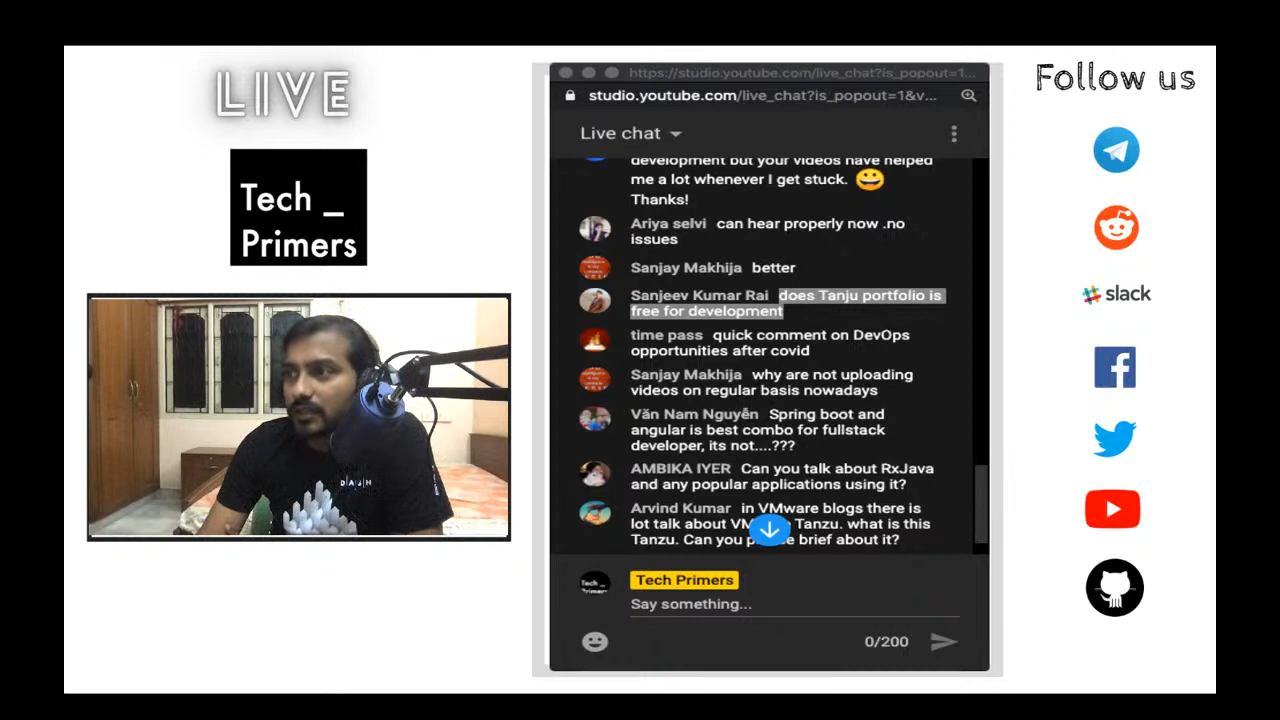 LIVE
Tech _
Primers
https://studio.youtube.com/live_chat?is_popout=1...
studio.youtube.com/live_chat?is_popout=1&v...
Live chat
development but your videos have helped
me a lot whenever I get stuck. 😀
Thanks!
Ariya selvi can hear properly now .no
issues
Sanjay Makhija better
Sanjeev Kumar Rai does Tanju portfolio is
free for development
time pass quick comment on DevOps
opportunities after covid
Sanjay Makhija why are not uploading
videos on regular basis nowadays
Văn Nam Nguyễn Spring boot and
angular is best combo for fullstack
developer, its not....???
AMBIKA IYER Can you talk about RxJava
and any popular applications using it?
Arvind Kumar in VMware blogs there is
lot talk about Tanzu. what is this
Tanzu. Can you brief about it?
Tech _
Primers
Tech Primers
Say something...
0/200
Follow us
slack